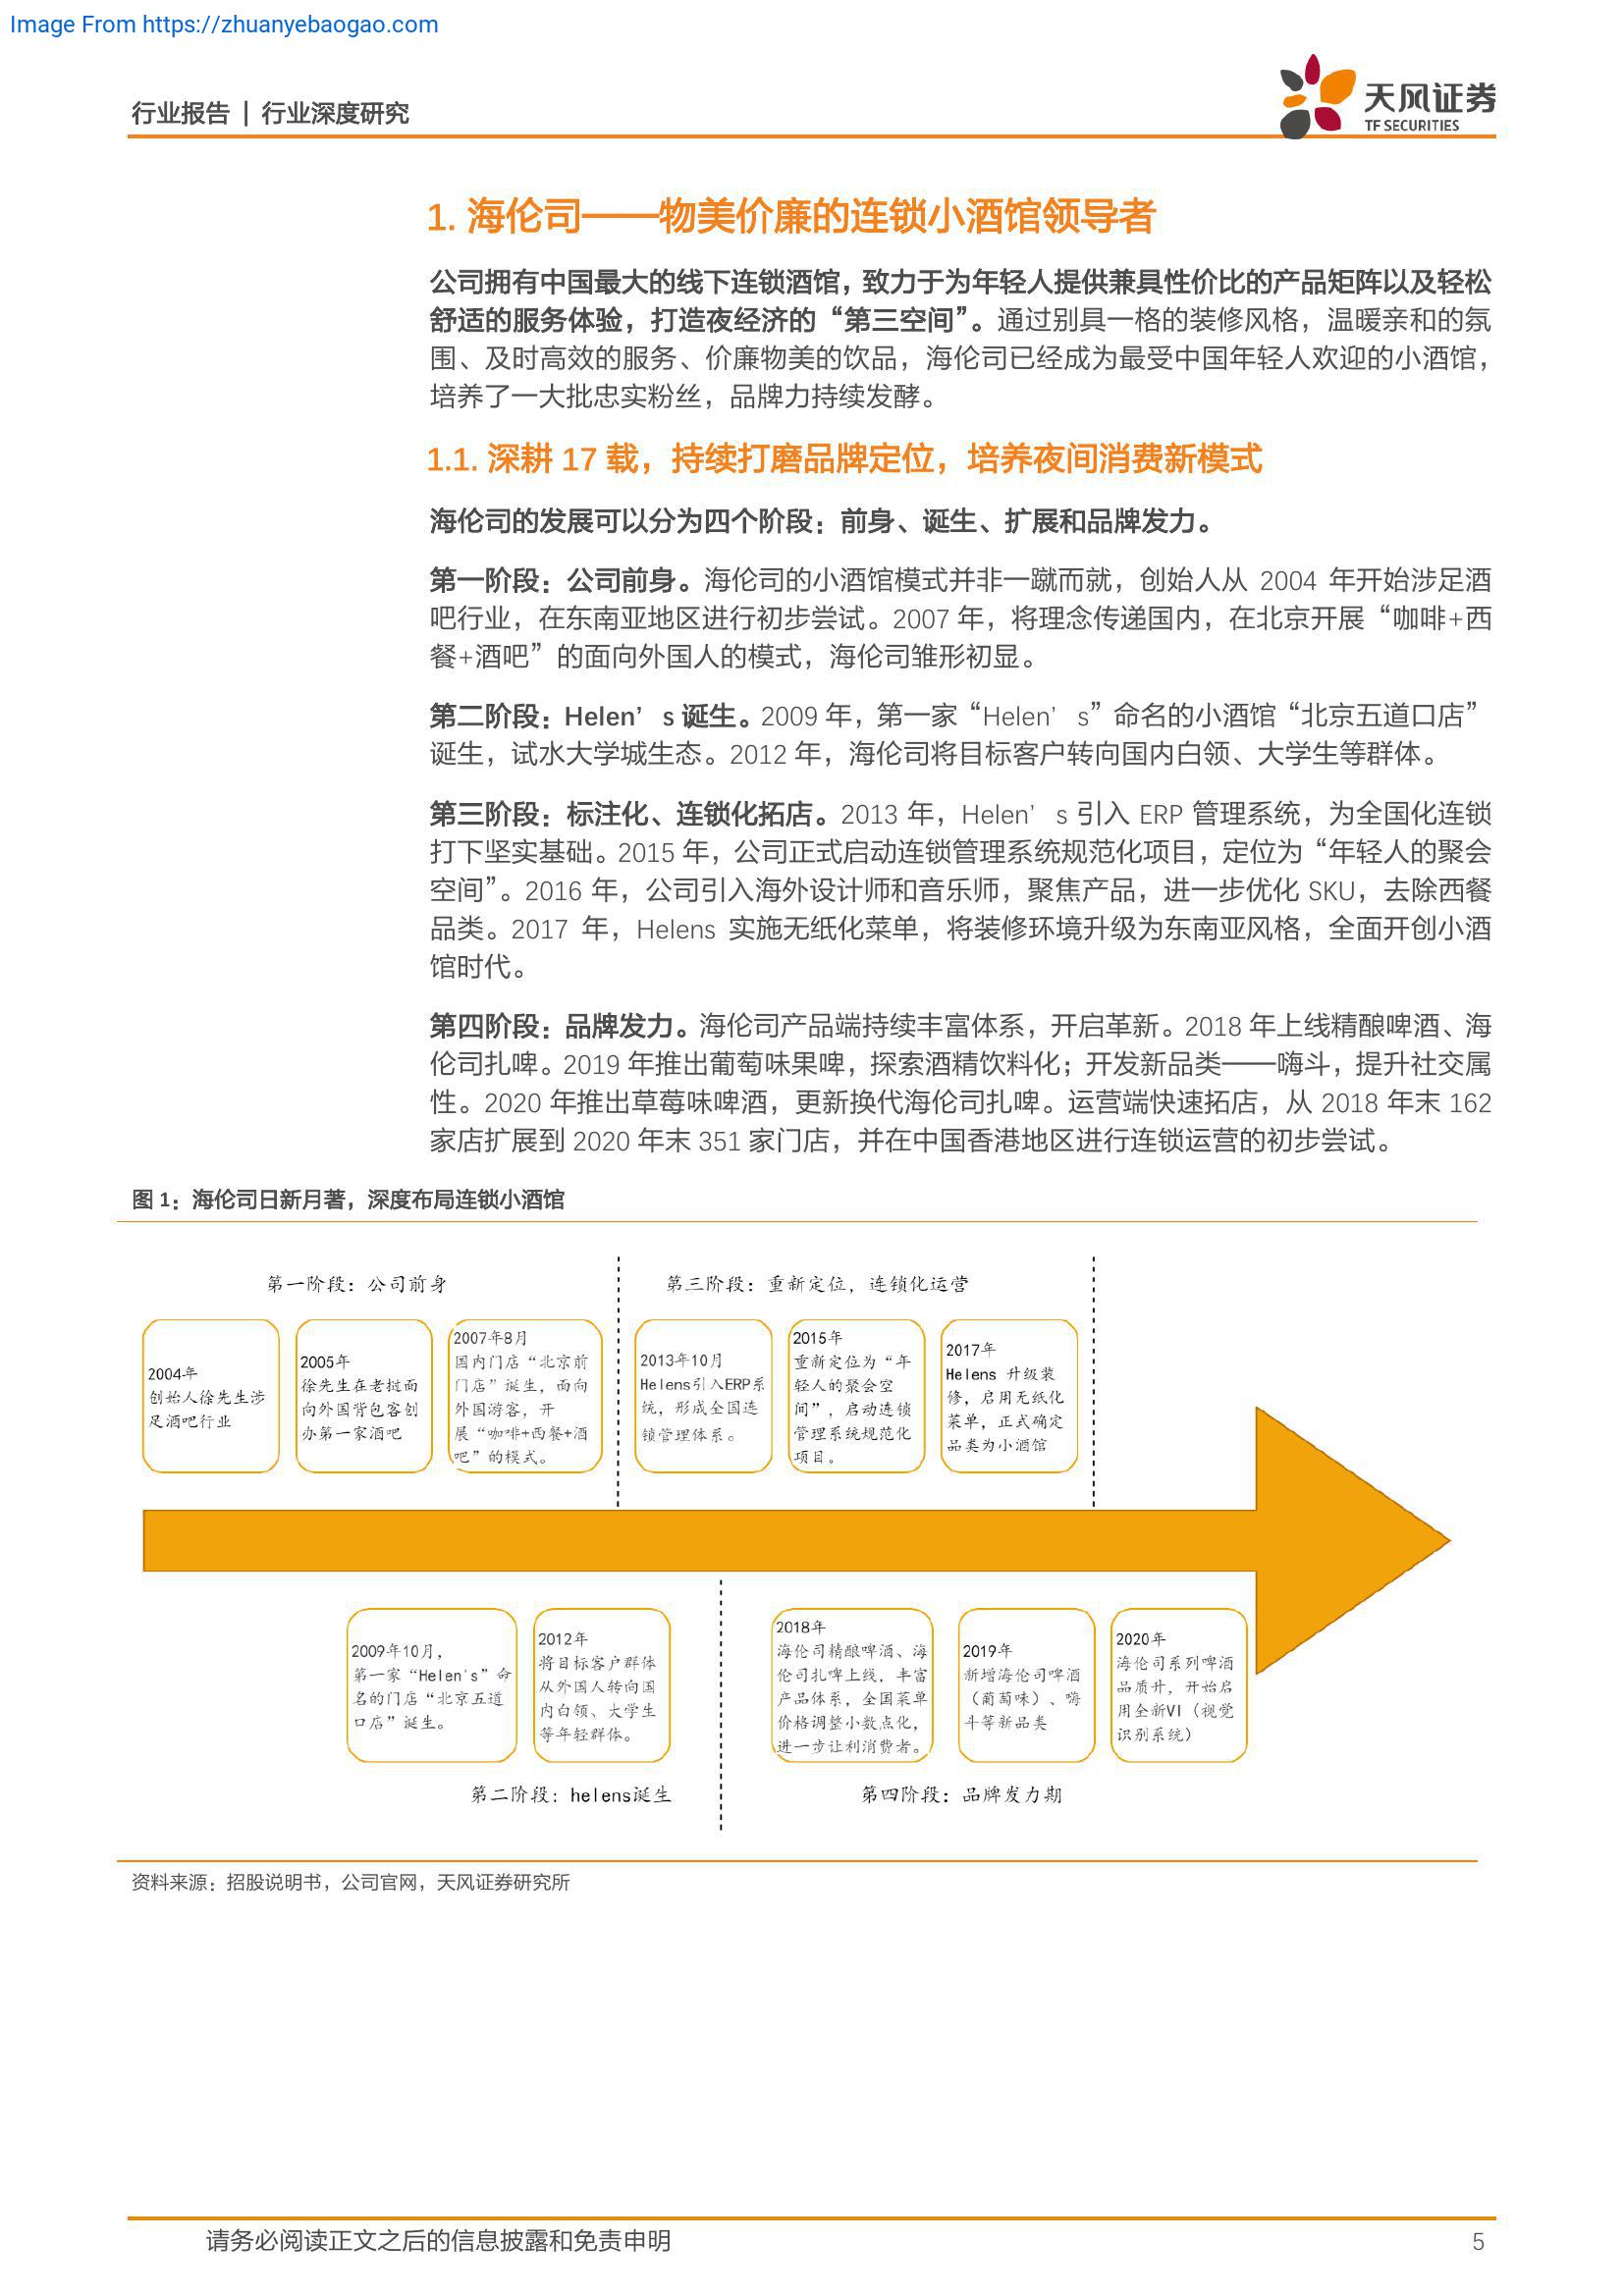 Image From https://zhuanyebaogao.com
行业报告 | 行业深度研究
天风证券
TF SECURITIES
1. 海伦司——物美价廉的连锁小酒馆领导者
公司拥有中国最大的线下连锁酒馆，致力于为年轻人提供兼具性价比的产品矩阵以及轻松
舒适的服务体验，打造夜经济的“第三空间”。通过别具一格的装修风格，温暖亲和的氛
围、及时高效的服务、价廉物美的饮品，海伦司已经成为最受中国年轻人欢迎的小酒馆，
培养了一大批忠实粉丝，品牌力持续发酵。
1.1. 深耕 17 载，持续打磨品牌定位，培养夜间消费新模式
海伦司的发展可以分为四个阶段：前身、诞生、扩展和品牌发力。
第一阶段：公司前身。海伦司的小酒馆模式并非一蹴而就，创始人从 2004 年开始涉足酒
吧行业，在东南亚地区进行初步尝试。2007 年，将理念传递国内，在北京开展“咖啡+西
餐+酒吧”的面向外国人的模式，海伦司雏形初显。
第二阶段：Helen’s 诞生。2009 年，第一家“Helen’s”命名的小酒馆“北京五道口店”
诞生，试水大学城生态。2012 年，海伦司将目标客户转向国内白领、大学生等群体。
第三阶段：标注化、连锁化拓店。2013 年，Helen’s 引入 ERP 管理系统，为全国化连锁
打下坚实基础。2015 年，公司正式启动连锁管理系统规范化项目，定位为“年轻人的聚会
空间”。2016 年，公司引入海外设计师和音乐师，聚焦产品，进一步优化 SKU，去除西餐
品类。2017 年，Helens 实施无纸化菜单，将装修环境升级为东南亚风格，全面开创小酒
馆时代。
第四阶段：品牌发力。海伦司产品端持续丰富体系，开启革新。2018 年上线精酿啤酒、海
伦司扎啤。2019 年推出葡萄味果啤，探索酒精饮料化；开发新品类——嗨斗，提升社交属
性。2020 年推出草莓味啤酒，更新换代海伦司扎啤。运营端快速拓店，从 2018 年末 162
家店扩展到 2020 年末 351 家门店，并在中国香港地区进行连锁运营的初步尝试。
图 1：海伦司日新月著，深度布局连锁小酒馆
第一阶段：公司前身
第三阶段：重新定位，连锁化运营
2004年
创始人徐先生涉
足酒吧行业
2005年
徐先生在老挝面
向外国背包客创
办第一家酒吧
2007年8月
国内门店“北京前
门店”诞生，面向
外国游客，开
展“咖啡+西餐+酒
吧”的模式。
2013年10月
Helens引入ERP系
统，形成全国连
锁管理体系。
2015年
重新定位为“年
轻人的聚会空
间”，启动连锁
管理系统规范化
项目。
2017年
Helens 升级装
修，启用无纸化
菜单，正式确定
品类为小酒馆
2009年10月，
第一家“Helen's”命
名的门店“北京五道
口店”诞生。
2012年
将目标客户群体
从外国人转向国
内白领、大学生
等年轻群体。
2018年
海伦司精酿啤酒、海
伦司扎啤上线，丰富
产品体系，全国菜单
价格调整小数点化，
进一步让利消费者。
2019年
新增海伦司啤酒
（葡萄味）、嗨
斗等新品类
2020年
海伦司系列啤酒
品质升，开始启
用全新VI（视觉
识别系统）
第二阶段：helens诞生
第四阶段：品牌发力期
资料来源：招股说明书，公司官网，天风证券研究所
请务必阅读正文之后的信息披露和免责申明
5